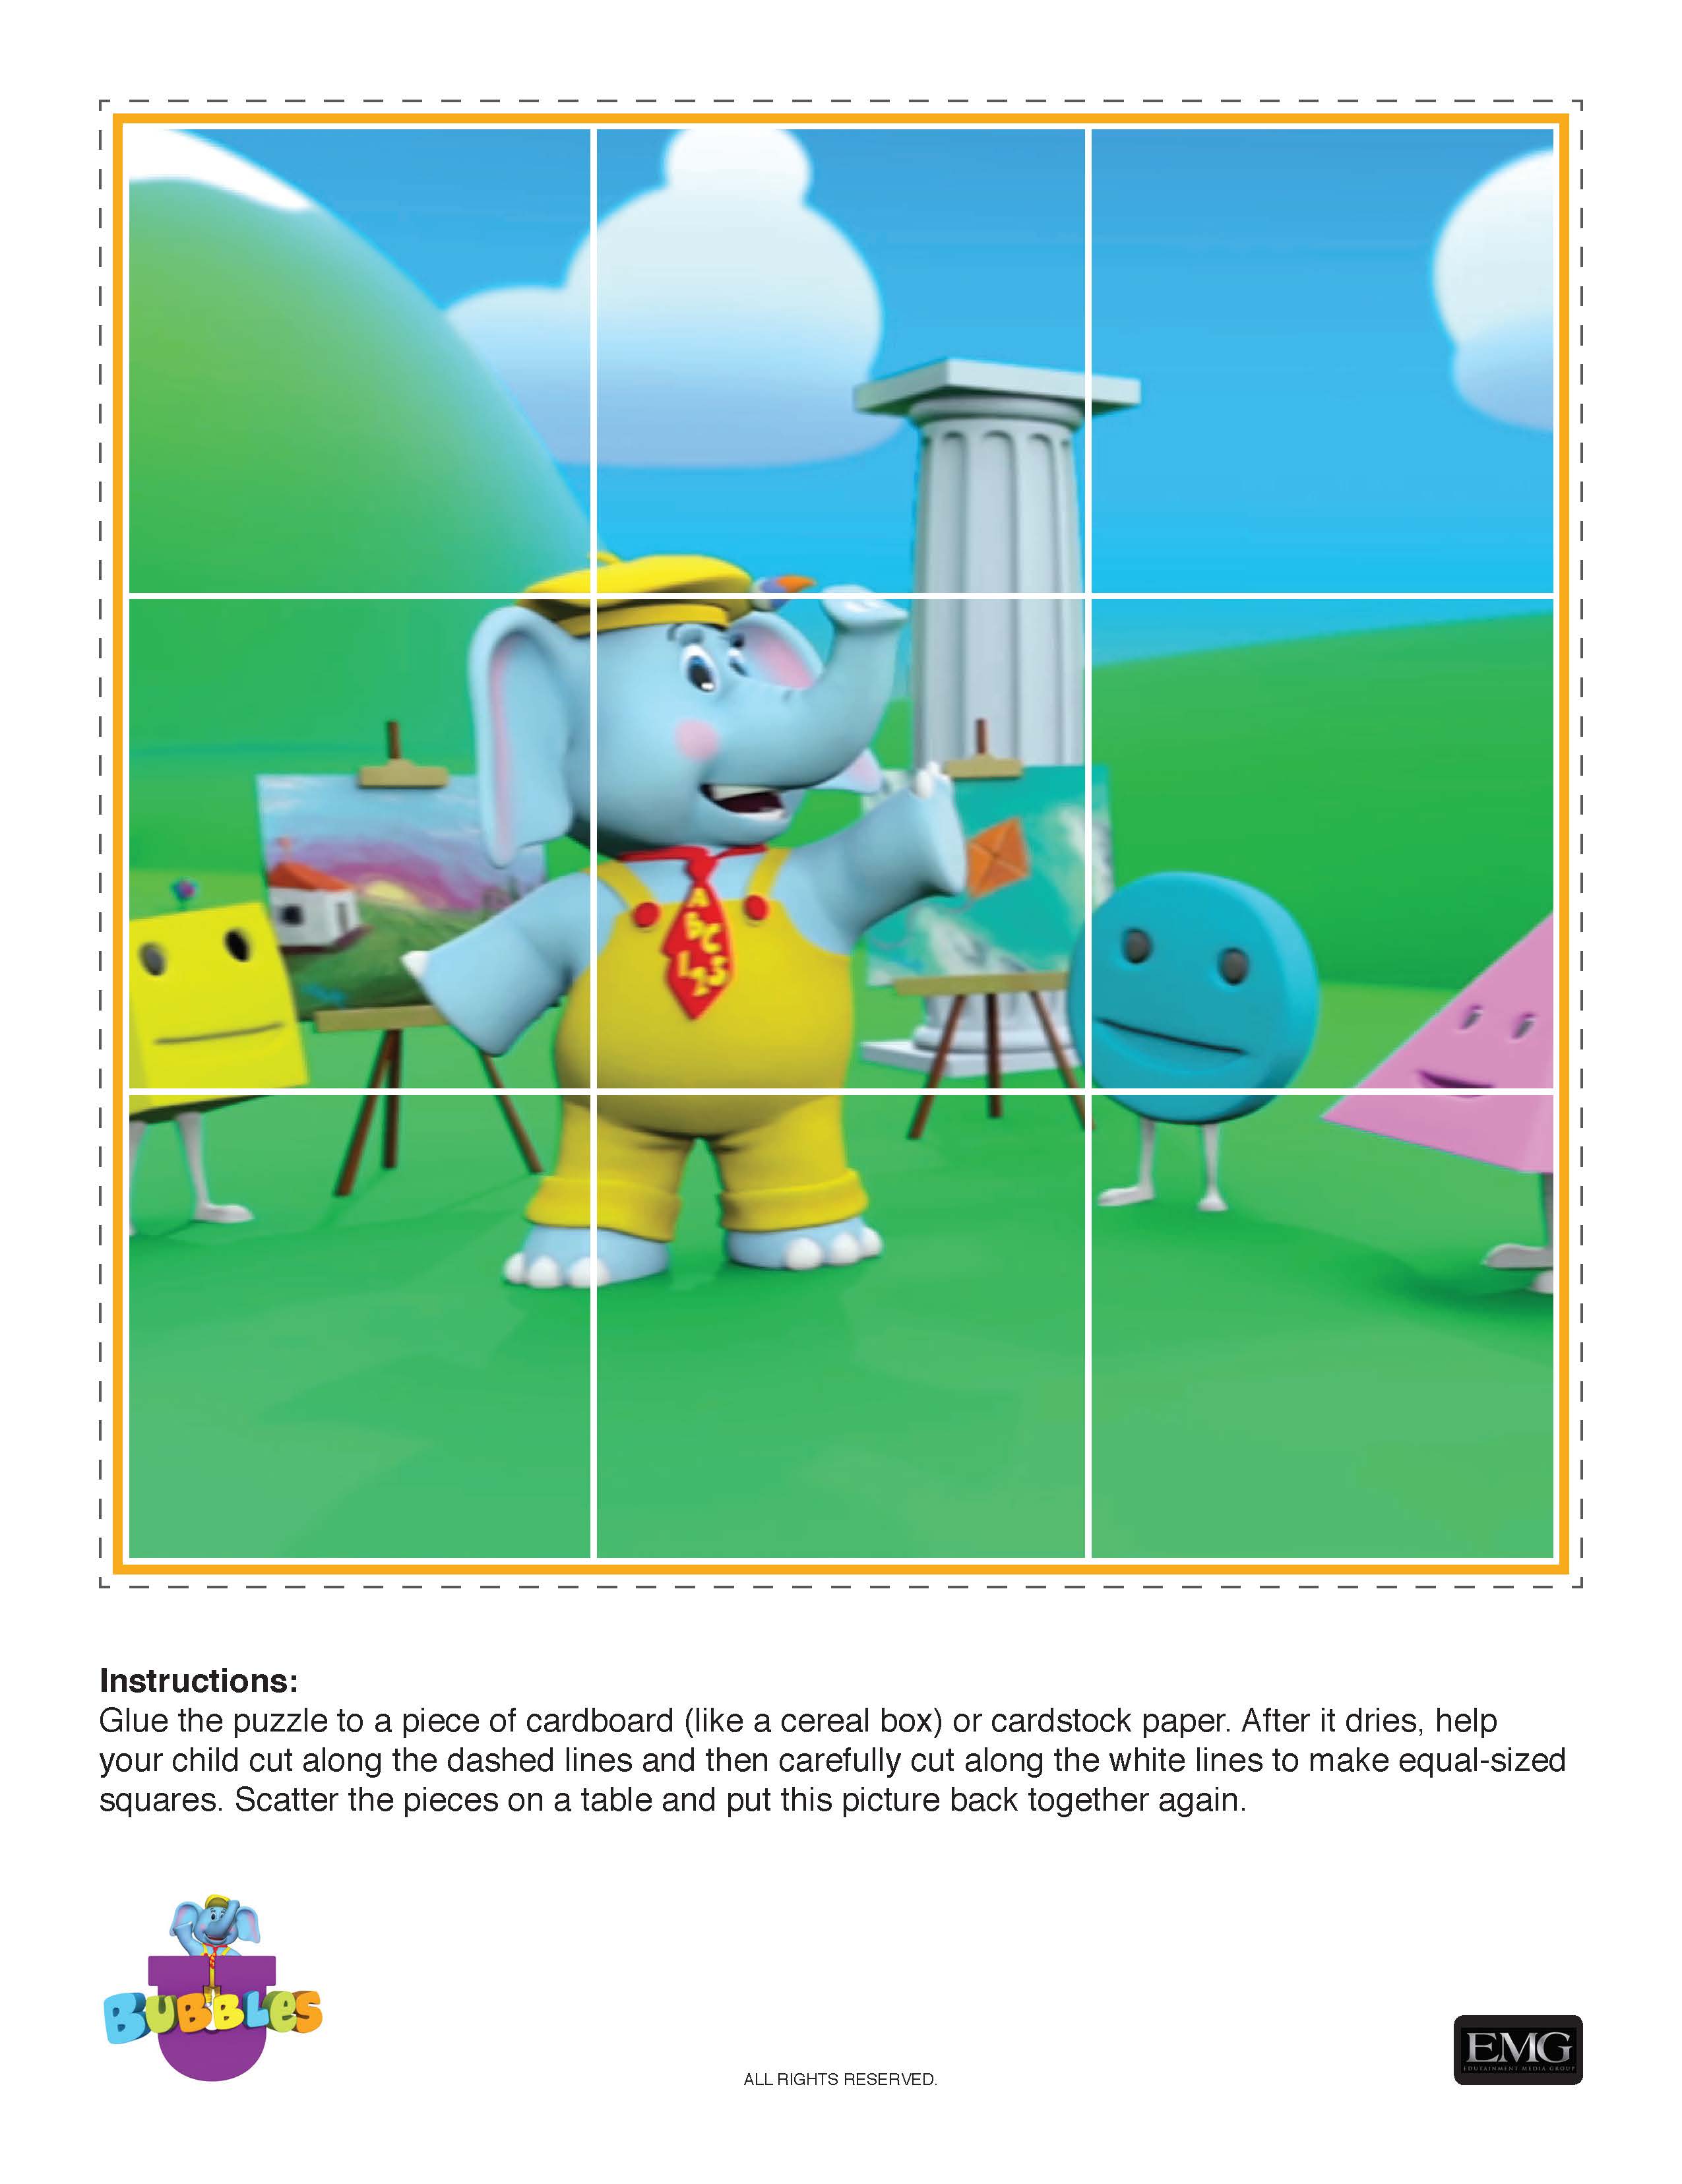 A
BC
123
Instructions:
Glue the puzzle to a piece of cardboard (like a cereal box) or cardstock paper. After it dries, help
your child cut along the dashed lines and then carefully cut along the white lines to make equal-sized
squares. Scatter the pieces on a table and put this picture back together again.
U
BUBBLES
ALL RIGHTS RESERVED.
EMG
EDUTAINMENT MEDIA GROUP